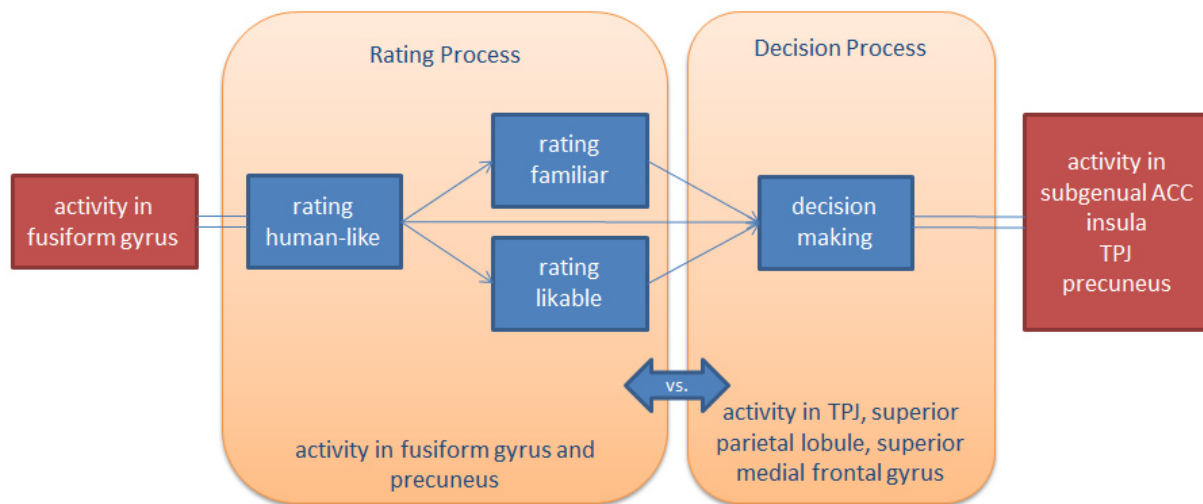 Rating Process
Decision Process
activity in
fusiform gyrus
rating
human-like
rating
familiar
rating
likable
decision
making
activity in
subgenual ACC
insula
TPJ
precuneus
vs.
activity in fusiform gyrus and
precuneus
activity in TPJ, superior
parietal lobule, superior
medial frontal gyrus